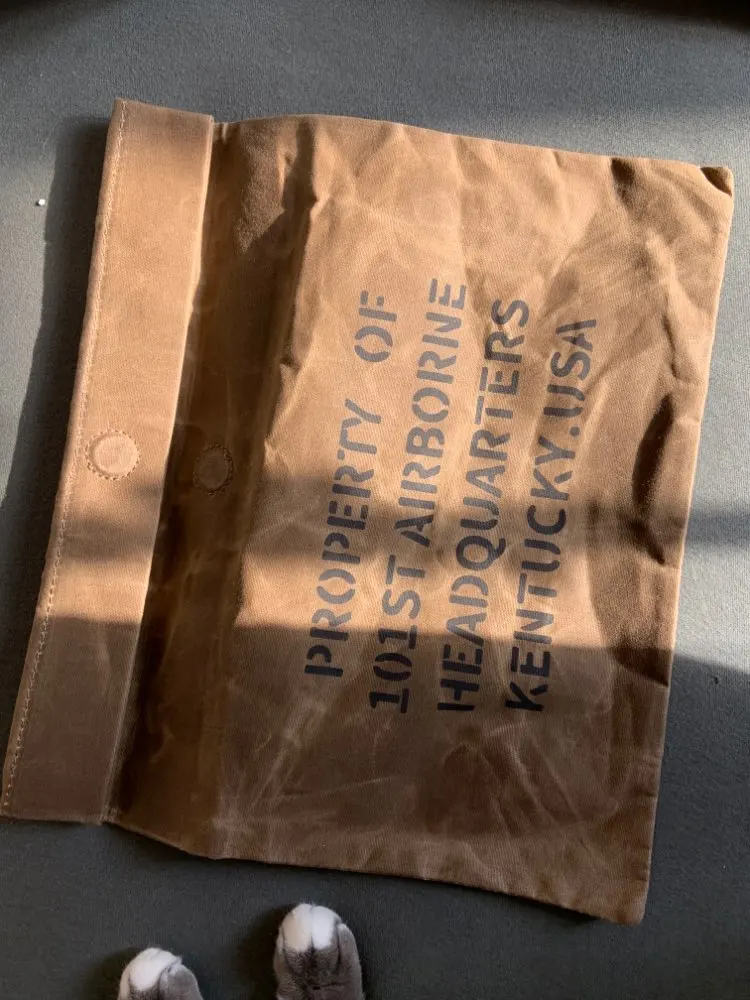 PROPERTY OF
101ST AIRBORNE
HEADQUARTERS
KENTUCKY.USA